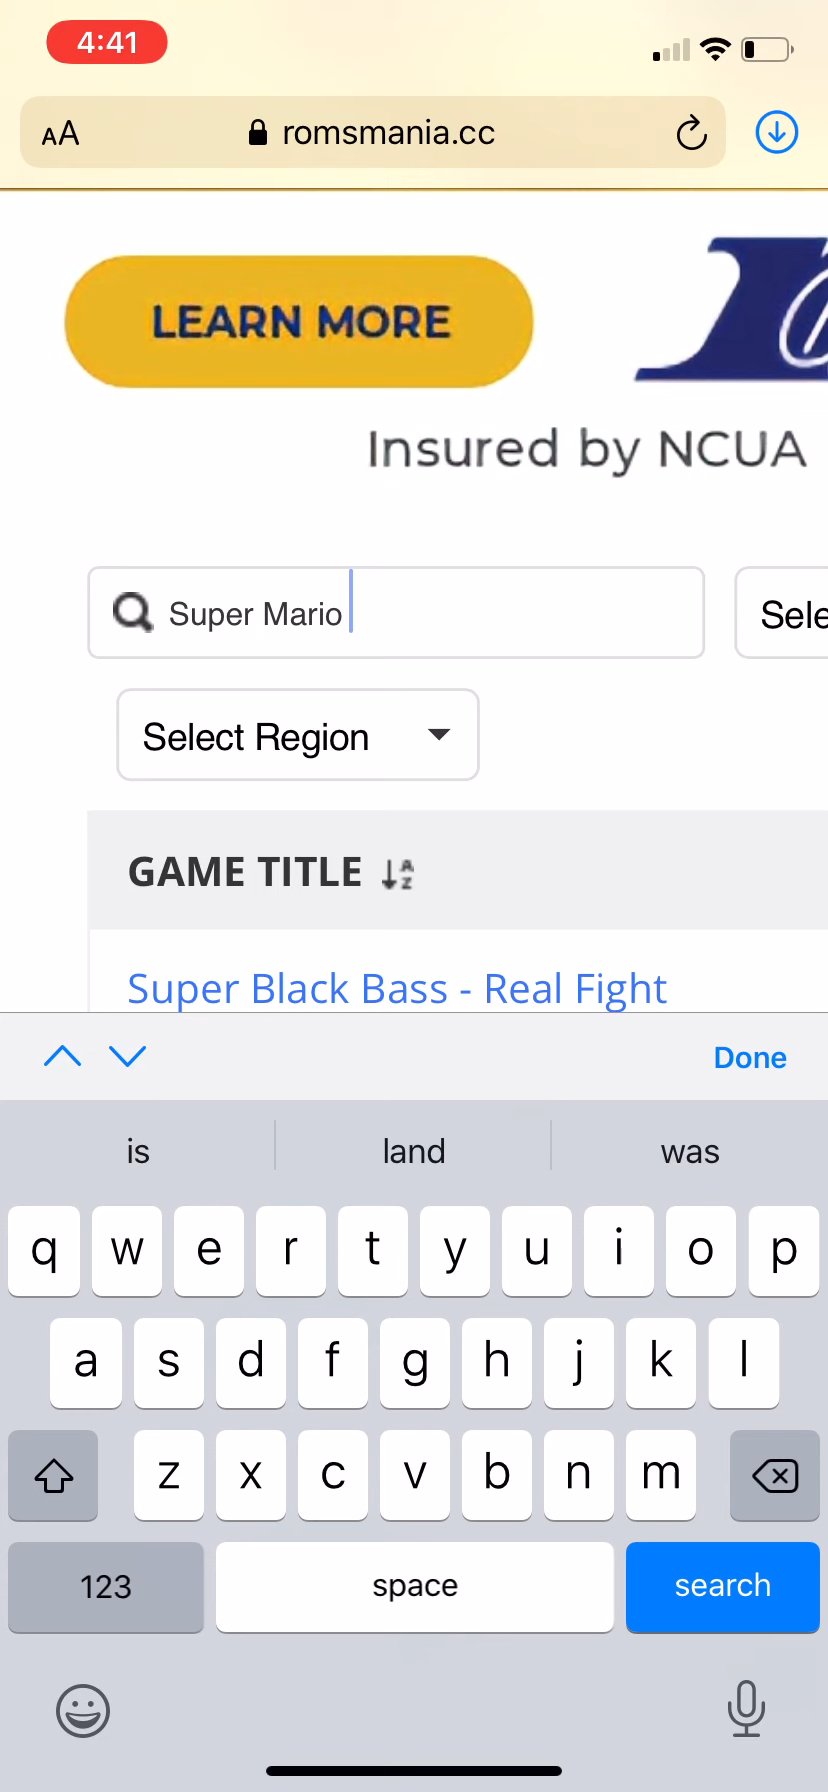 4:41
AA romsmania.cc
LEARN MORE
Insured by NCUA
Super Mario
Select Region
GAME TITLE
Super Black Bass - Real Fight
Done
is land was
q w e r t y u i o p
a s d f g h j k l
z x c v b n m
123 space search